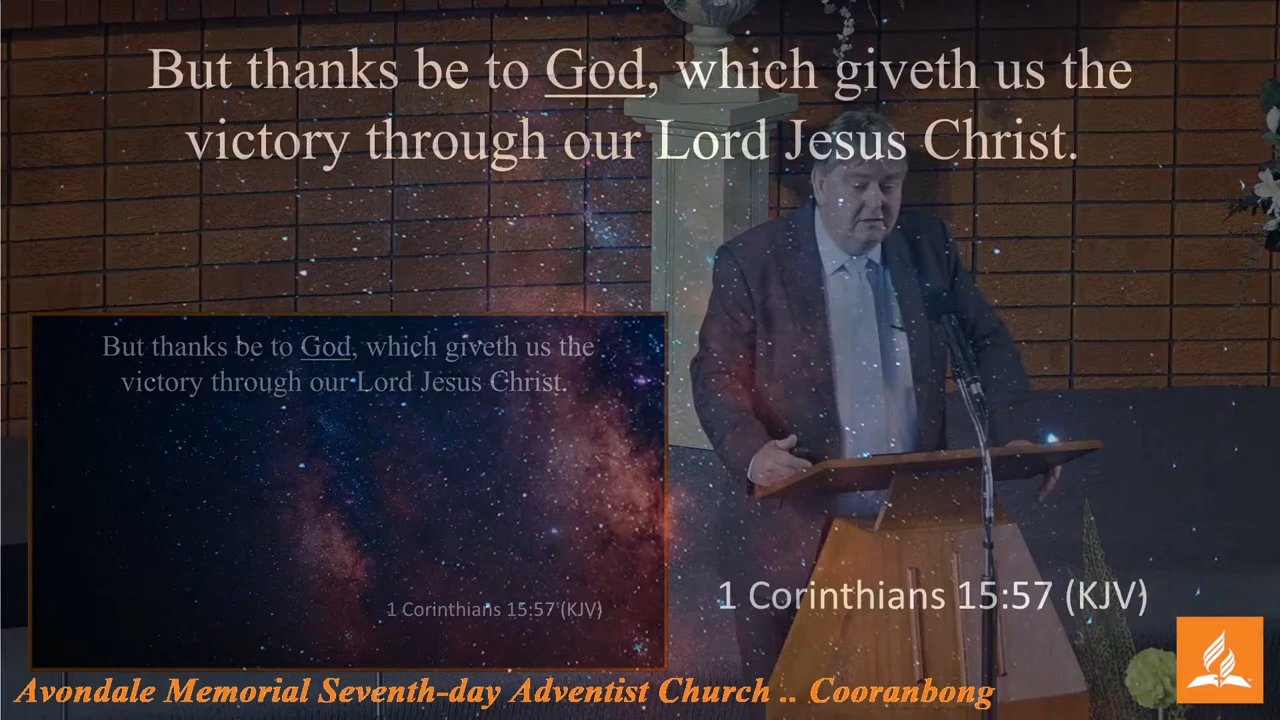 But thanks be to God, which giveth us the
victory through our Lord Jesus Christ.
But thanks be to God, which giveth us the
victory through our Lord Jesus Christ.
1 Corinthians 15:57 (KJV)
1 Corinthians 15:57 (KJV)
Avondale Memorial Seventh-day Adventist Church .. Cooranbong